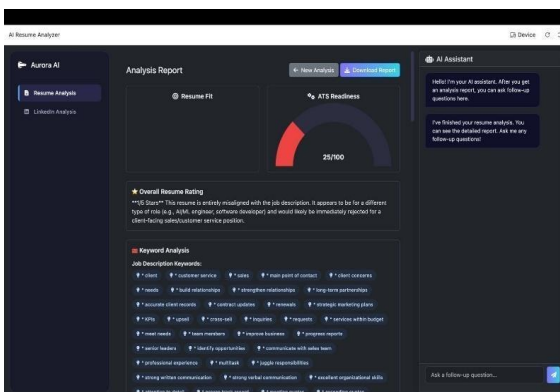 AI Resume Analyzer
Device
Aurora AI
Resume Analysis
LinkedIn Analysis
Analysis Report
← New Analysis
Download Report
Resume Fit
ATS Readiness
25/100
Overall Resume Rating
**1/5 Stars** This resume is entirely misaligned with the job description. It appears to be for a different
type of role (e.g., AI/ML engineer, software developer) and would likely be immediately rejected for a
client-facing sales/customer service position.
Keyword Analysis
Job Description Keywords:
* client * customer service * sales * main point of contact * client concerns
* needs * build relationships * strengthen relationships * long-term partnerships
* accurate client records * contract updates * renewals * strategic marketing plans
* KPIs * upsell * cross-sell * inquiries * requests * services within budget
* meet needs * team members * improve business * progress reports
* senior leaders * identify opportunities * communicate with sales team
* professional experience * multitask * juggle responsibilities
* strong written communication * strong verbal communication * excellent organizational skills
AI Assistant
Hello! I'm your AI assistant. After you get
an analysis report, you can ask follow-up
questions here.
I've finished your resume analysis. You
can see the detailed report. Ask me any
follow-up questions!
Ask a follow-up question...